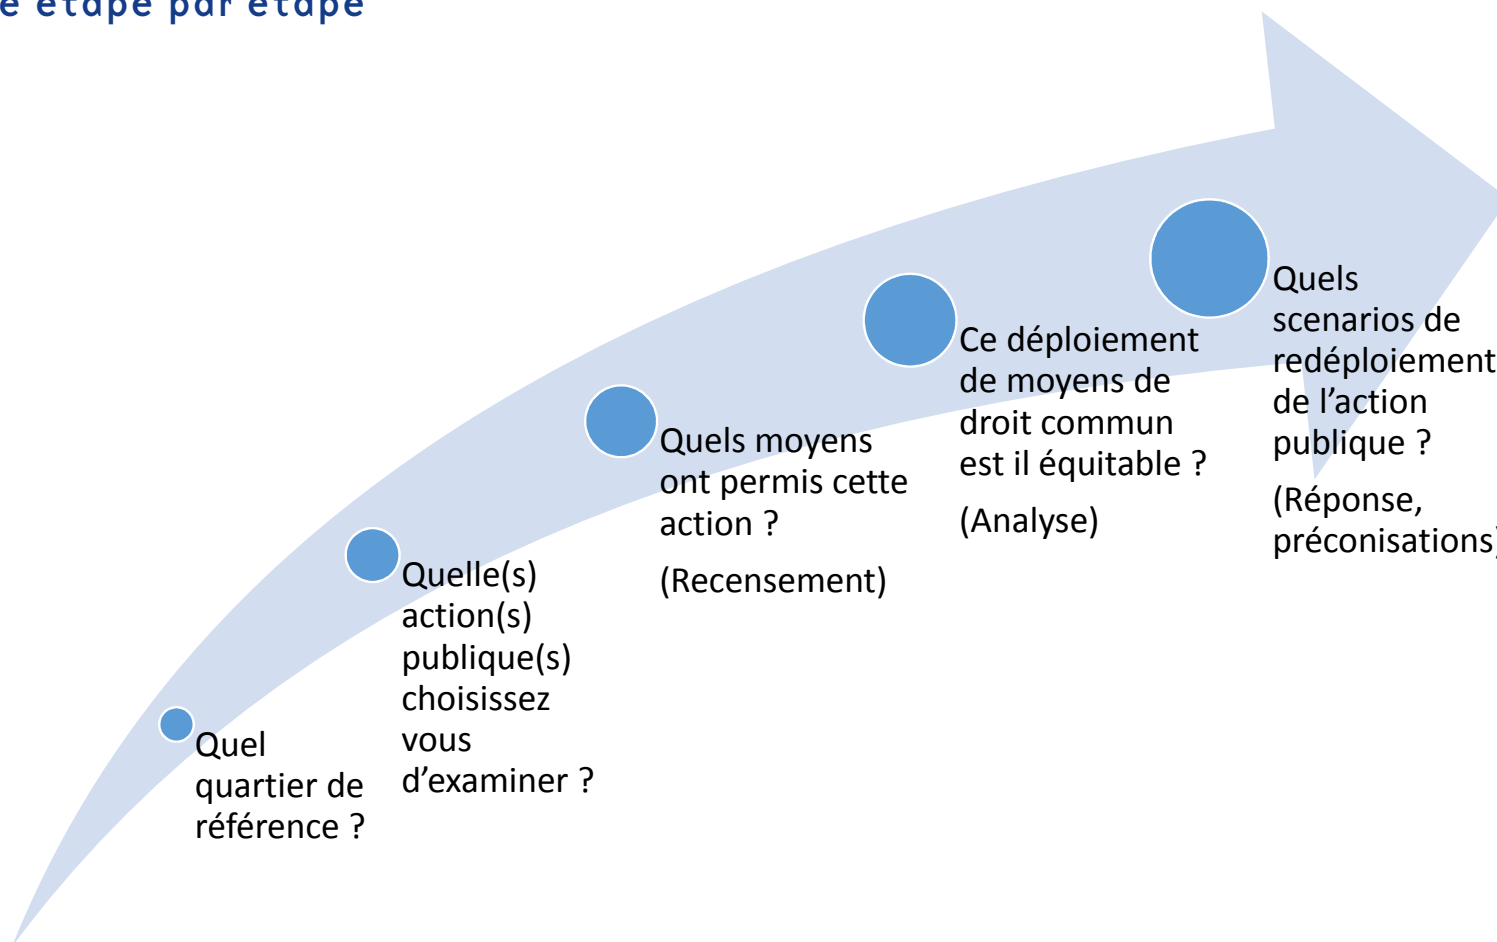 e étape par étape
Quel
quartier de
référence ?
Quelle(s)
action(s)
publique(s)
choisissez
vous
d’examiner ?
Quels moyens
ont permis cette
action ?
(Recensement)
Ce déploiement
de moyens de
droit commun
est il équitable ?
(Analyse)
Quels
scenarios de
redéploiement
de l’action
publique ?
(Réponse,
préconisations)